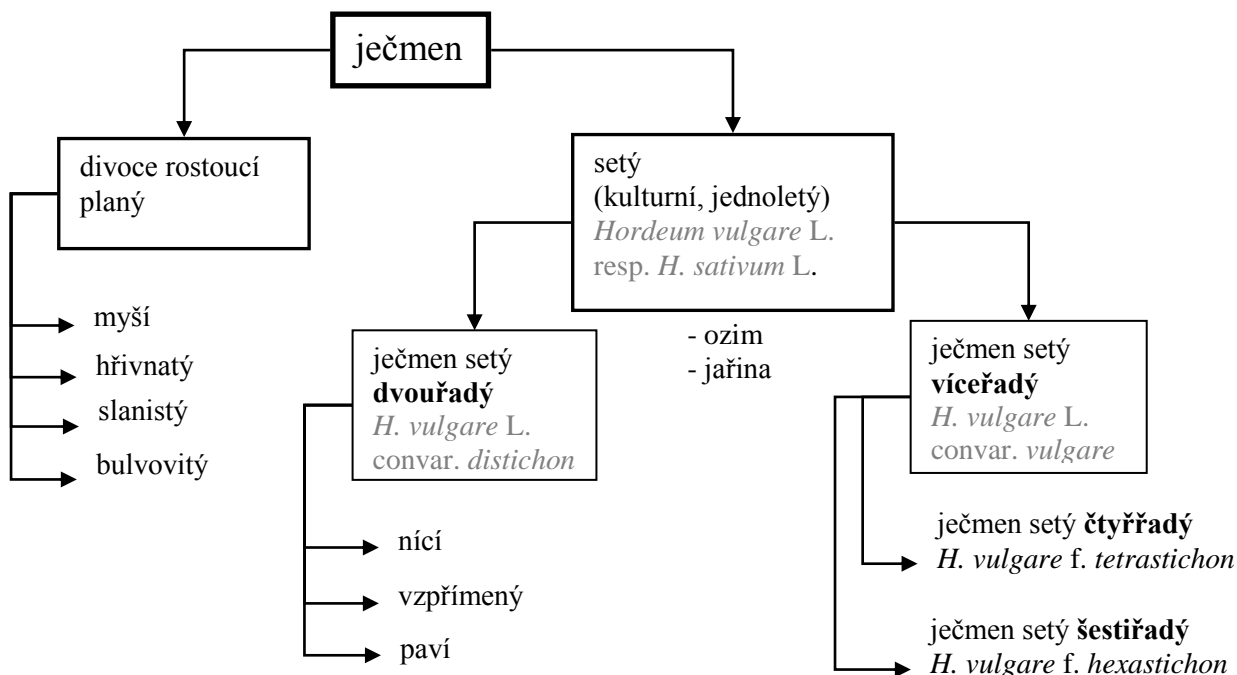 ječmen
divoce rostoucí
planý
myší
hřivnatý
slanistý
bulvovitý
setý
(kulturní, jednoletý)
Hordeum vulgare L.
resp. H. sativum L.
- ozim
- jařina
ječmen setý
dvouřadý
H. vulgare L.
convar. distichon
nící
vzpřímený
paví
ječmen setý
víceřadý
H. vulgare L.
convar. vulgare
ječmen setý čtyřřadý
H. vulgare f. tetrastichon
ječmen setý šestiřadý
H. vulgare f. hexastichon